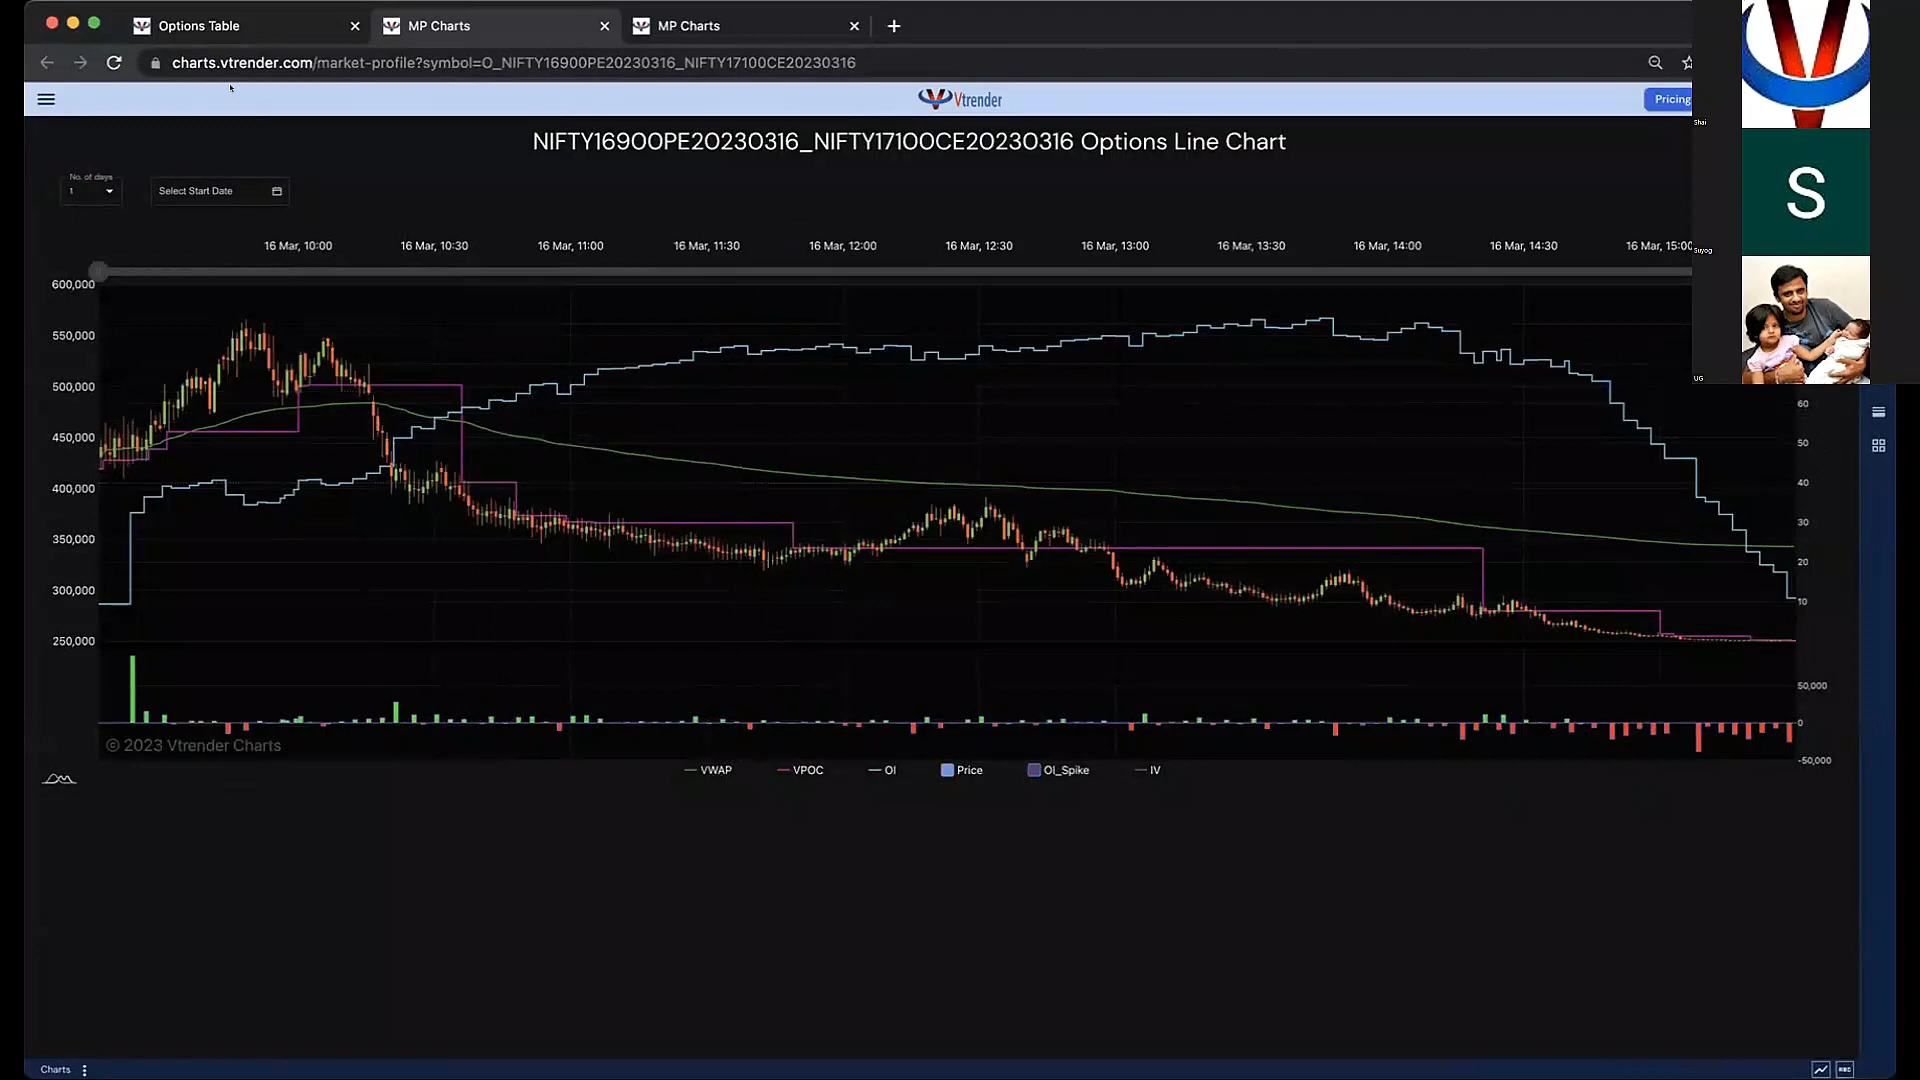 Options Table
MP Charts
MP Charts
charts.vtrender.com/market-profile?symbol=O_NIFTY16900PE20230316_NIFTY17100CE20230316
Vtrender
Pricing
Shai
S
Suyog
UG
NIFTY16900PE20230316_NIFTY17100CE20230316 Options Line Chart
No. of days
1
Select Start Date
16 Mar, 10:00 16 Mar, 10:30 16 Mar, 11:00 16 Mar, 11:30 16 Mar, 12:00 16 Mar, 12:30 16 Mar, 13:00 16 Mar, 13:30 16 Mar, 14:00 16 Mar, 14:30 16 Mar, 15:00
600,000
550,000
500,000
450,000
400,000
350,000
300,000
250,000
60
50
40
30
20
10
50,000
0
-50,000
© 2023 Vtrender Charts
VWAP VPOC OI Price OI_Spike IV
Charts